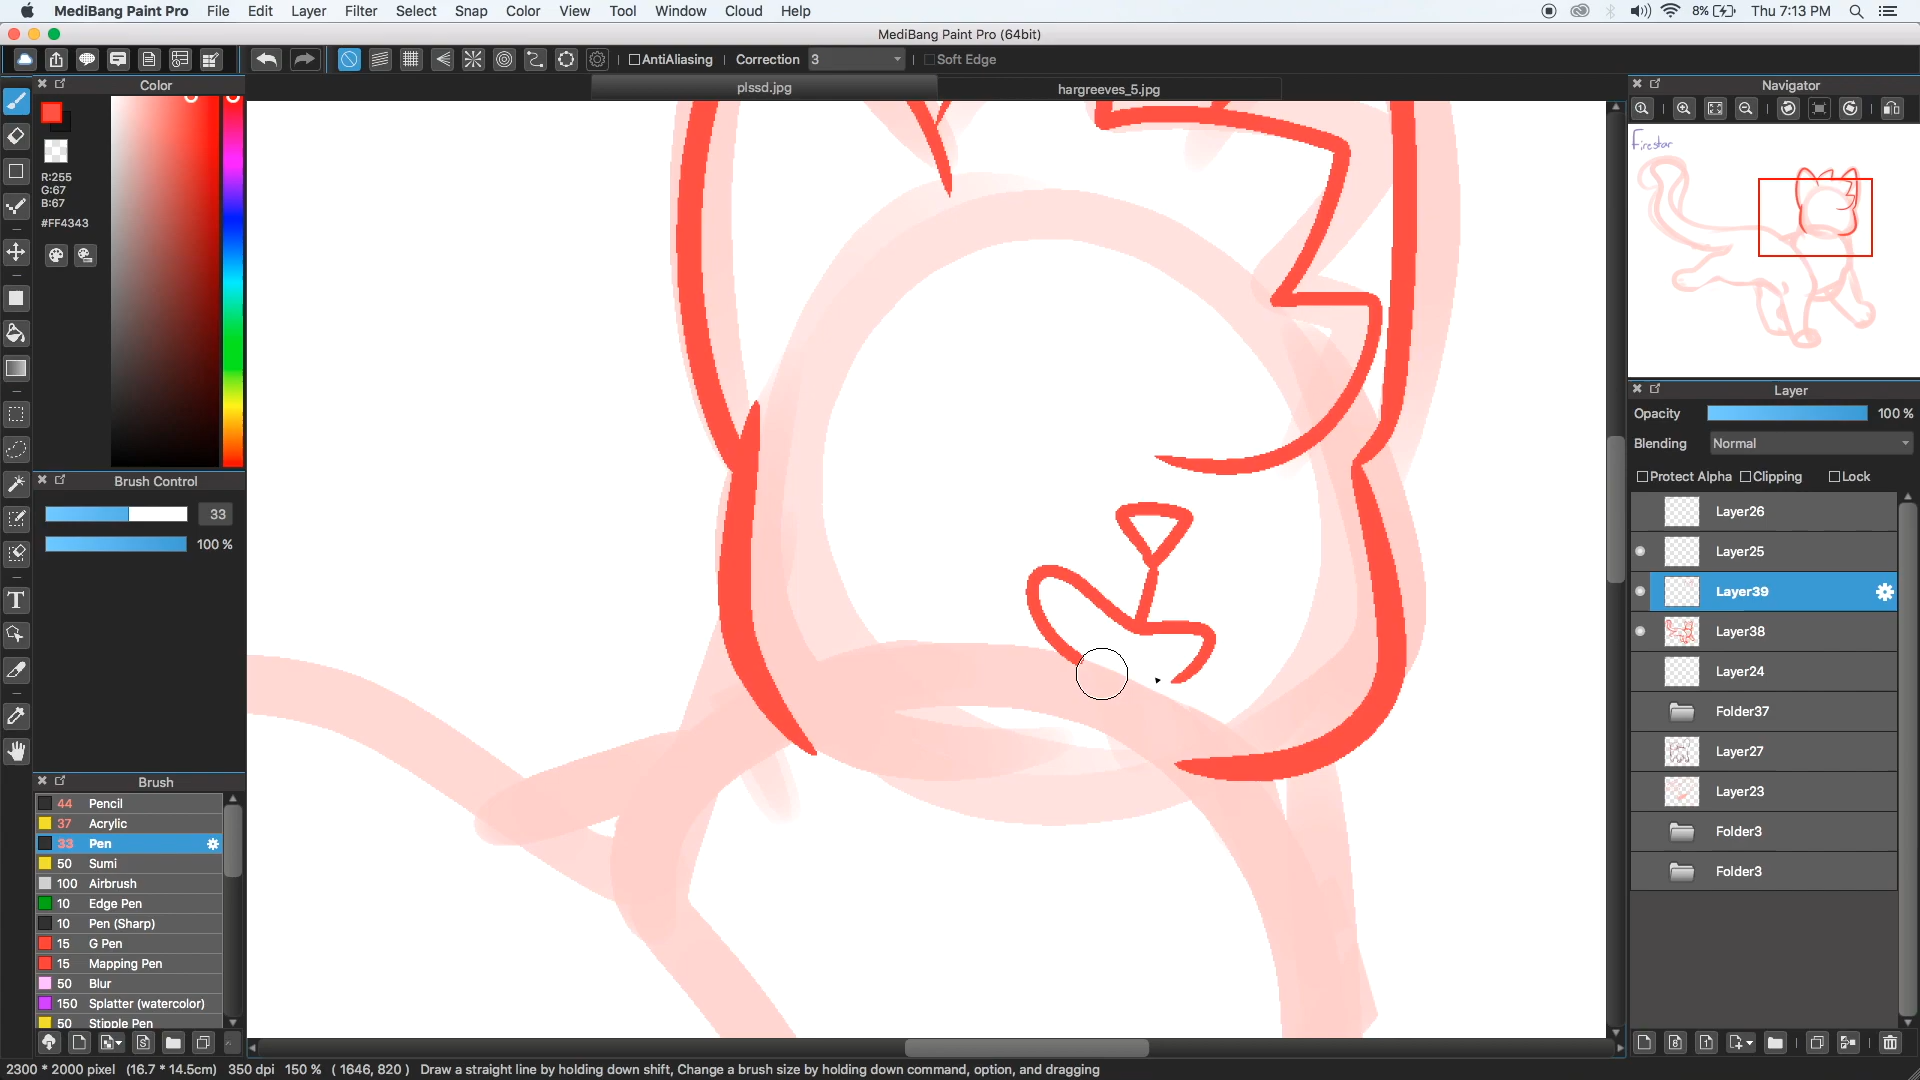 MediBang Paint Pro File Edit Layer Filter Select Snap Color View Tool Window Cloud Help 8% Thu 7:13 PM
MediBang Paint Pro (64bit)
AntiAliasing Correction 3 Soft Edge
plssd.jpg hargreeves_5.jpg
Color
R:255
G:67
B:67
#FF4343
Brush Control
33
100 %
Brush
44 Pencil
37 Acrylic
33 Pen
50 Sumi
100 Airbrush
10 Edge Pen
10 Pen (Sharp)
15 G Pen
15 Mapping Pen
50 Blur
150 Splatter (watercolor)
50 Stipple Pen
Navigator
Firestar
Layer
Opacity 100 %
Blending Normal
Protect Alpha Clipping Lock
Layer26
Layer25
Layer39
Layer38
Layer24
Folder37
Layer27
Layer23
Folder3
Folder3
2300 * 2000 pixel (16.7 * 14.5cm) 350 dpi 150 % ( 1646, 820 ) Draw a straight line by holding down shift, Change a brush size by holding down command, option, and dragging